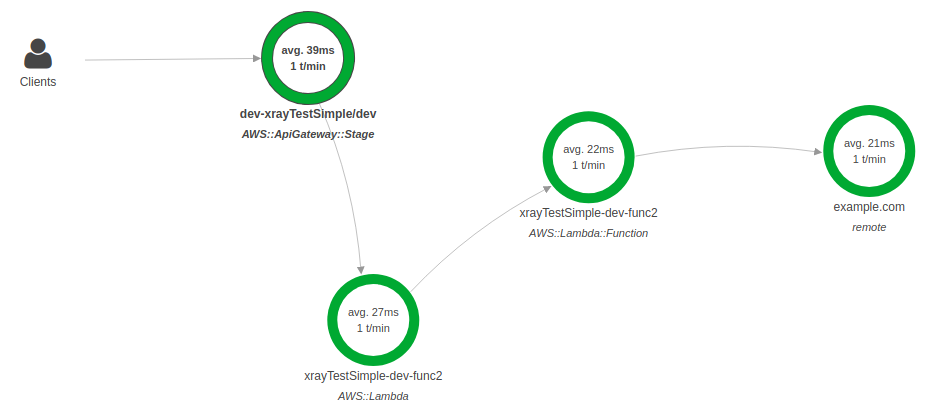 Clients
avg. 39ms
1 t/min
dev-xrayTestSimple/dev
AWS::ApiGateway::Stage
avg. 27ms
1 t/min
xrayTestSimple-dev-func2
AWS::Lambda
avg. 22ms
1 t/min
xrayTestSimple-dev-func2
AWS::Lambda::Function
avg. 21ms
1 t/min
example.com
remote